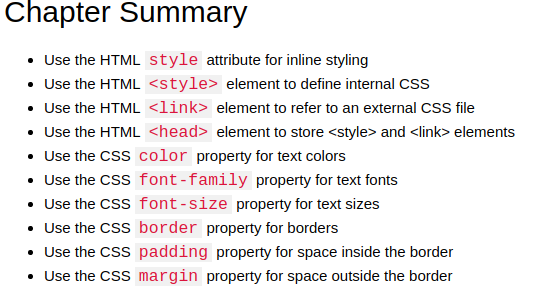 Chapter Summary
Use the HTML style attribute for inline styling
Use the HTML <style> element to define internal CSS
Use the HTML <link> element to refer to an external CSS file
Use the HTML <head> element to store <style> and <link> elements
Use the CSS color property for text colors
Use the CSS font-family property for text fonts
Use the CSS font-size property for text sizes
Use the CSS border property for borders
Use the CSS padding property for space inside the border
Use the CSS margin property for space outside the border